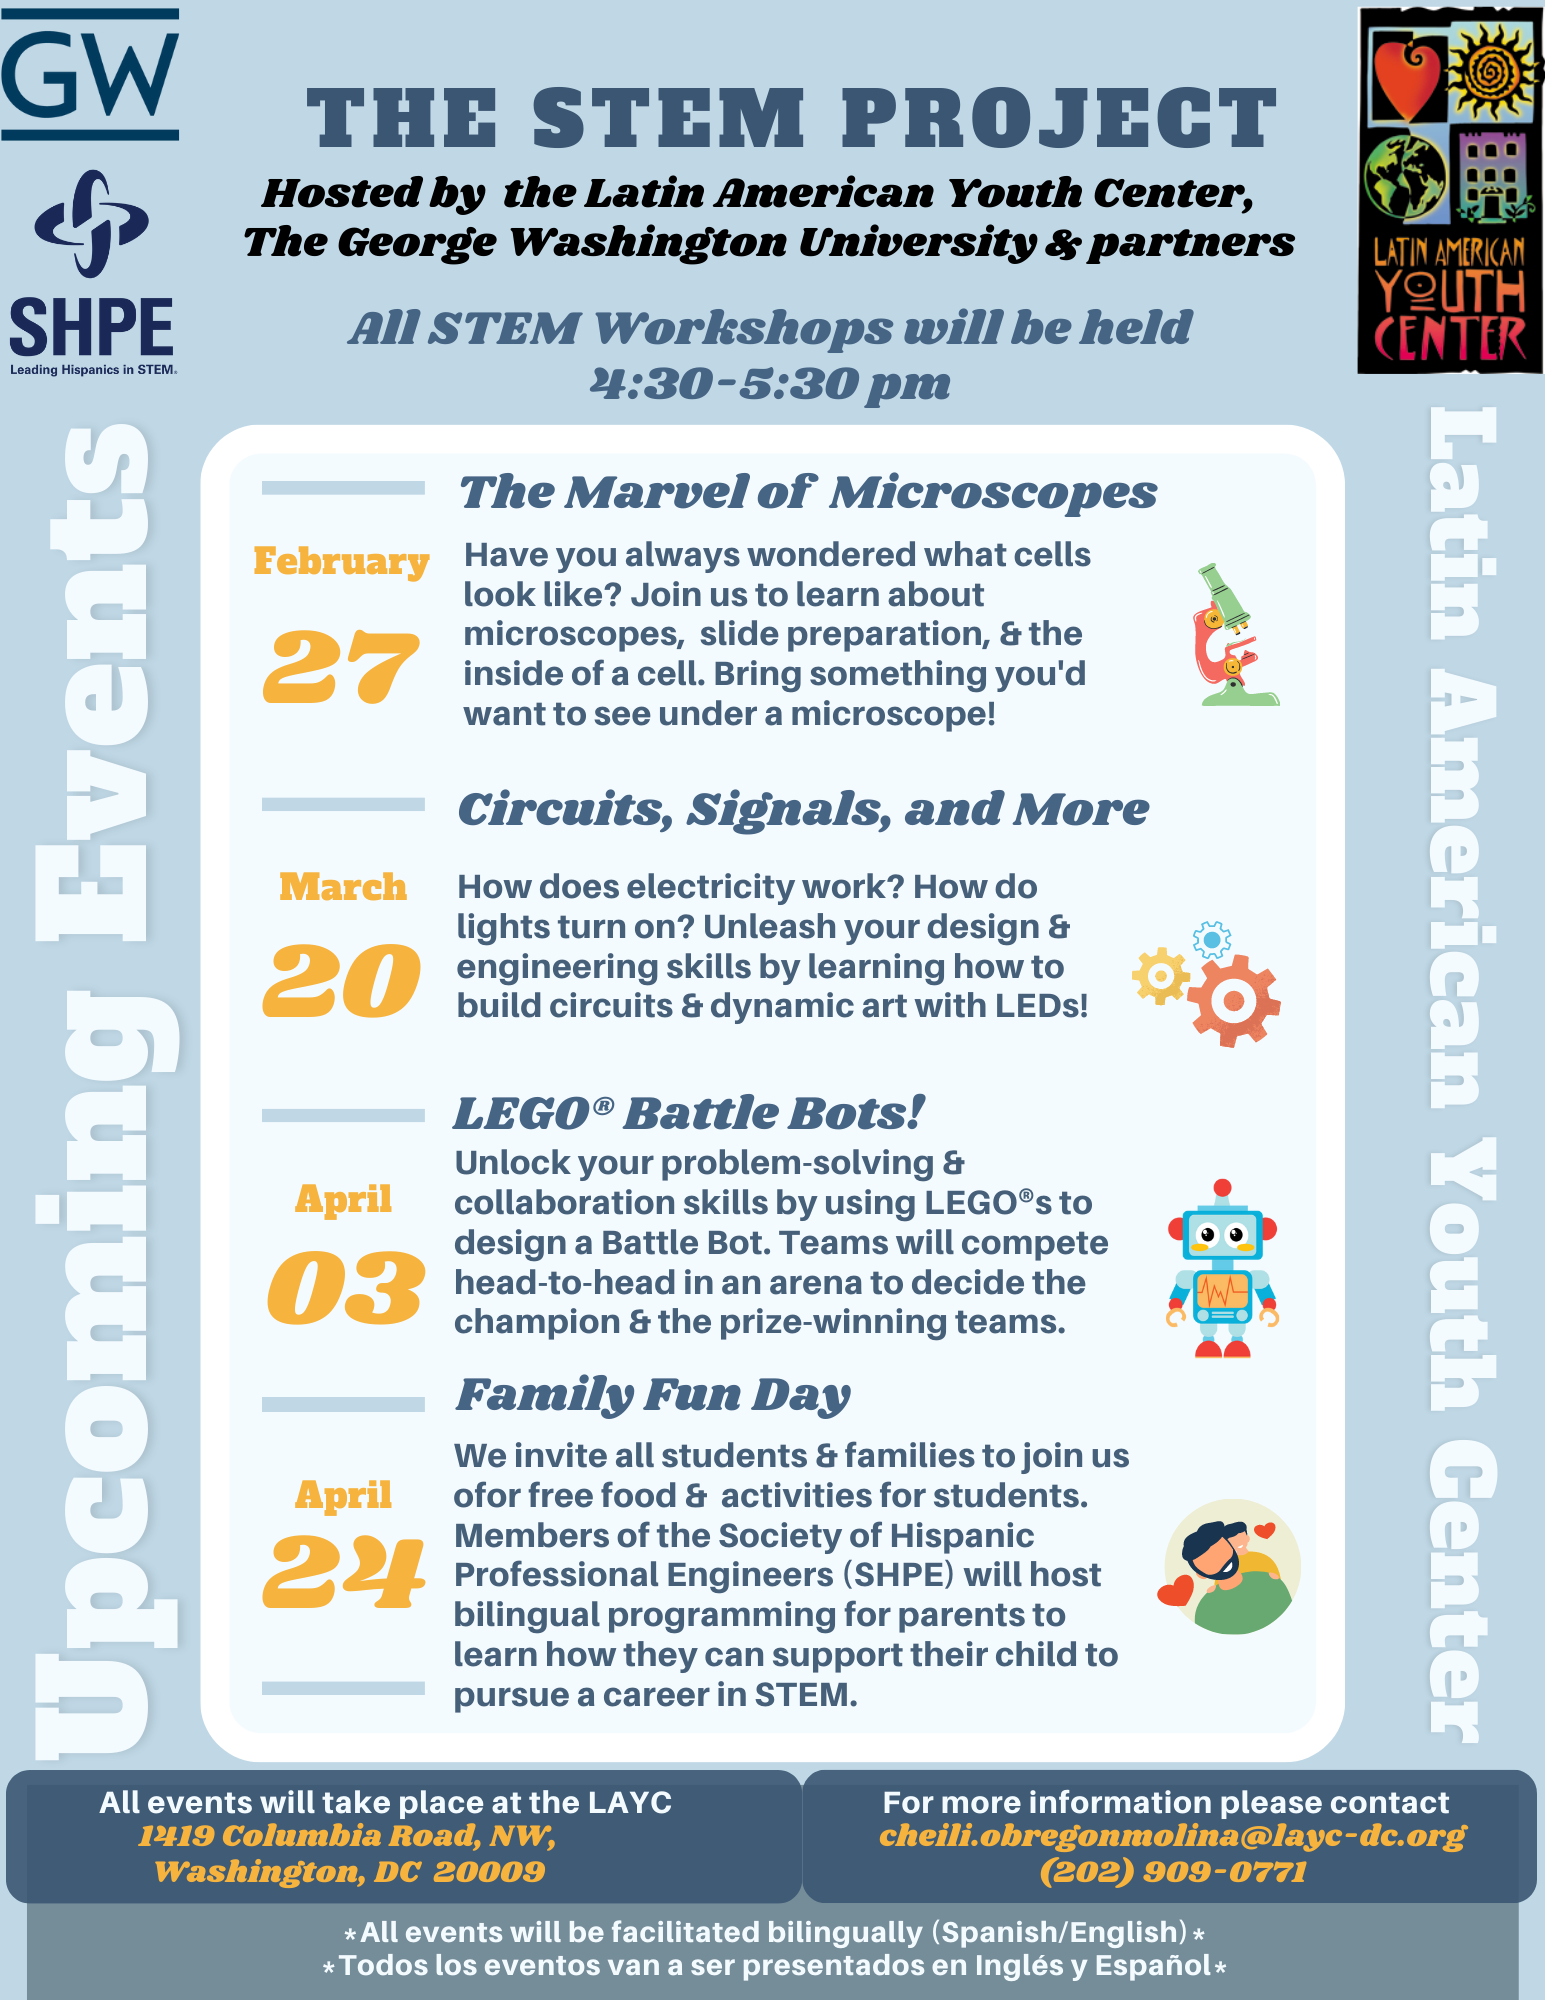 GW
THE STEM PROJECT
Hosted by the Latin American Youth Center,
The George Washington University & partners
SHPE
Leading Hispanics in STEM.
LATIN AMERICAN
YOUTH
CENTER
All STEM Workshops will be held
4:30-5:30 pm
Upcoming Events
Latin American Youth Center
The Marvel of Microscopes
February
27
Have you always wondered what cells
look like? Join us to learn about
microscopes, slide preparation, & the
inside of a cell. Bring something you'd
want to see under a microscope!
Circuits, Signals, and More
March
20
How does electricity work? How do
lights turn on? Unleash your design &
engineering skills by learning how to
build circuits & dynamic art with LEDs!
LEGO® Battle Bots!
April
03
Unlock your problem-solving &
collaboration skills by using LEGO®s to
design a Battle Bot. Teams will compete
head-to-head in an arena to decide the
champion & the prize-winning teams.
Family Fun Day
April
24
We invite all students & families to join us
ofor free food & activities for students.
Members of the Society of Hispanic
Professional Engineers (SHPE) will host
bilingual programming for parents to
learn how they can support their child to
pursue a career in STEM.
All events will take place at the LAYC
1419 Columbia Road, NW,
Washington, DC 20009
For more information please contact
cheili.obregonmolina@layc-dc.org
(202) 909-0771
*All events will be facilitated bilingually (Spanish/English)*
*Todos los eventos van a ser presentados en Inglés y Español*